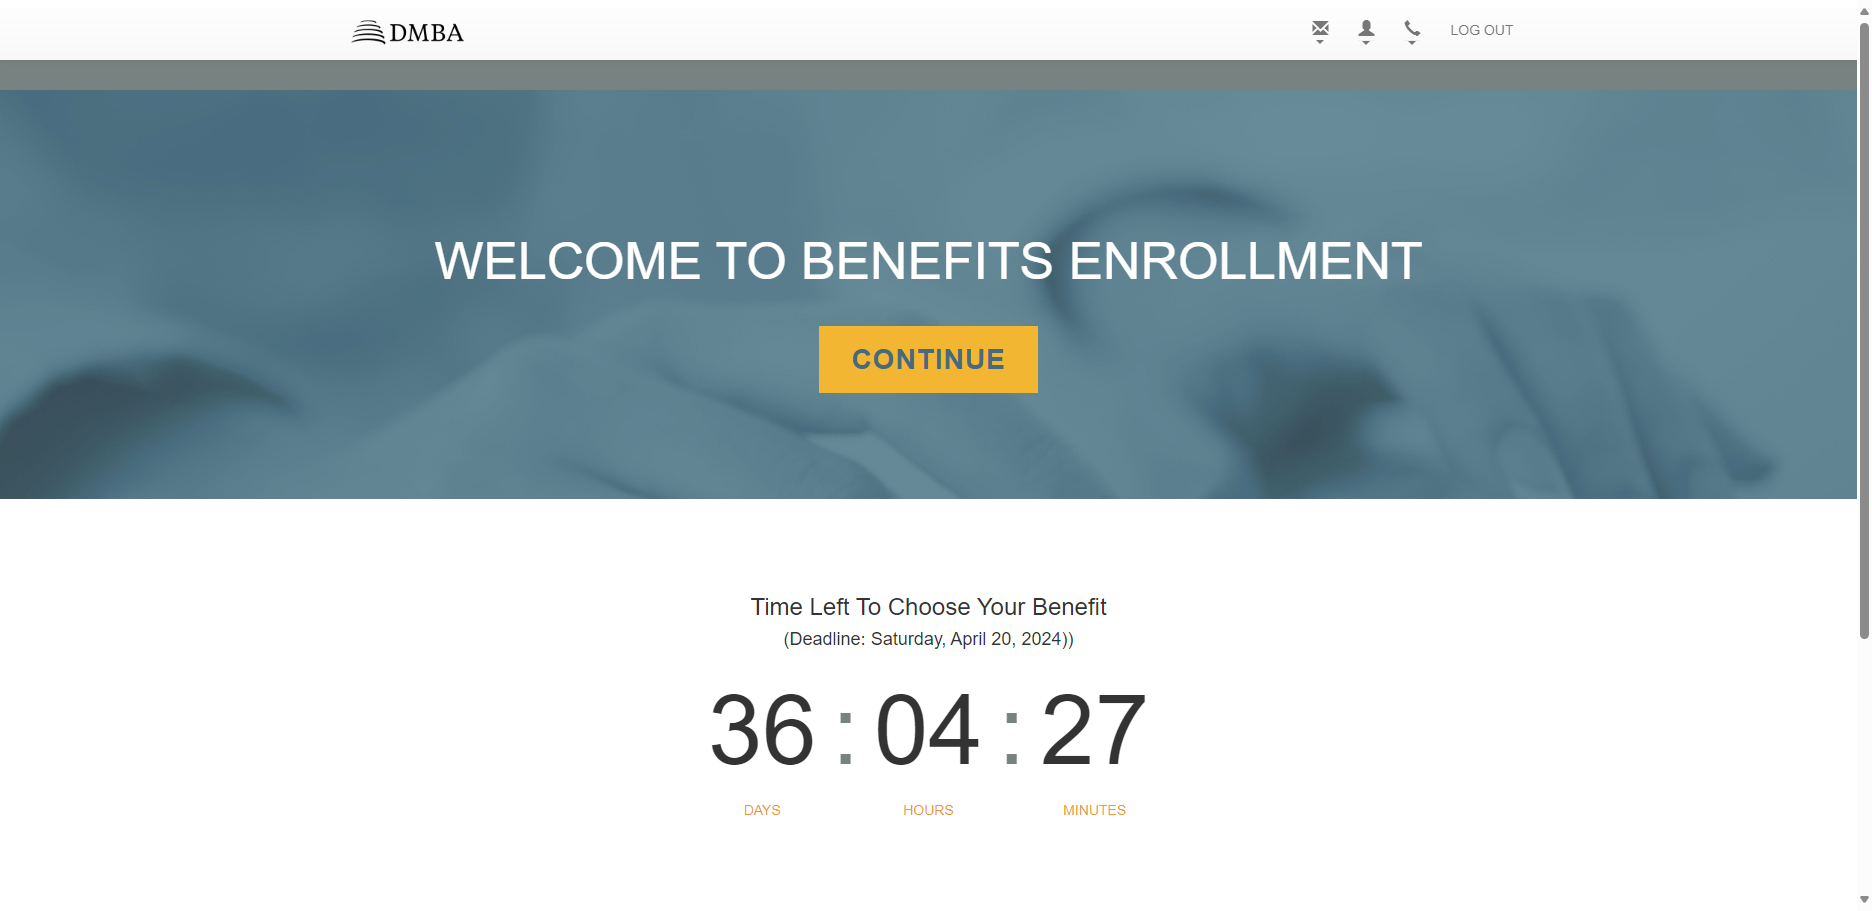 DMBA
LOG OUT
WELCOME TO BENEFITS ENROLLMENT
CONTINUE
Time Left To Choose Your Benefit
(Deadline: Saturday, April 20, 2024))
36 : 04 : 27
DAYS HOURS MINUTES